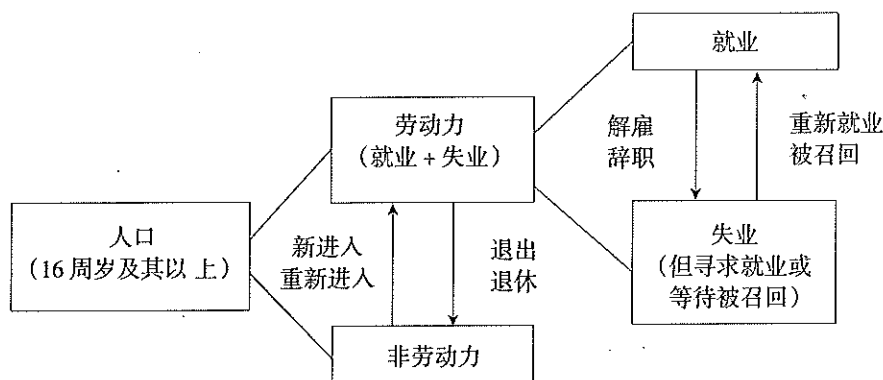 就业
劳动力
（就业 + 失业）
解雇
辞职
重新就业
被召回
人口
（16 周岁及其以 上）
新进入
重新进入
退出
退休
失业
（但寻求就业或
等待被召回）
非劳动力